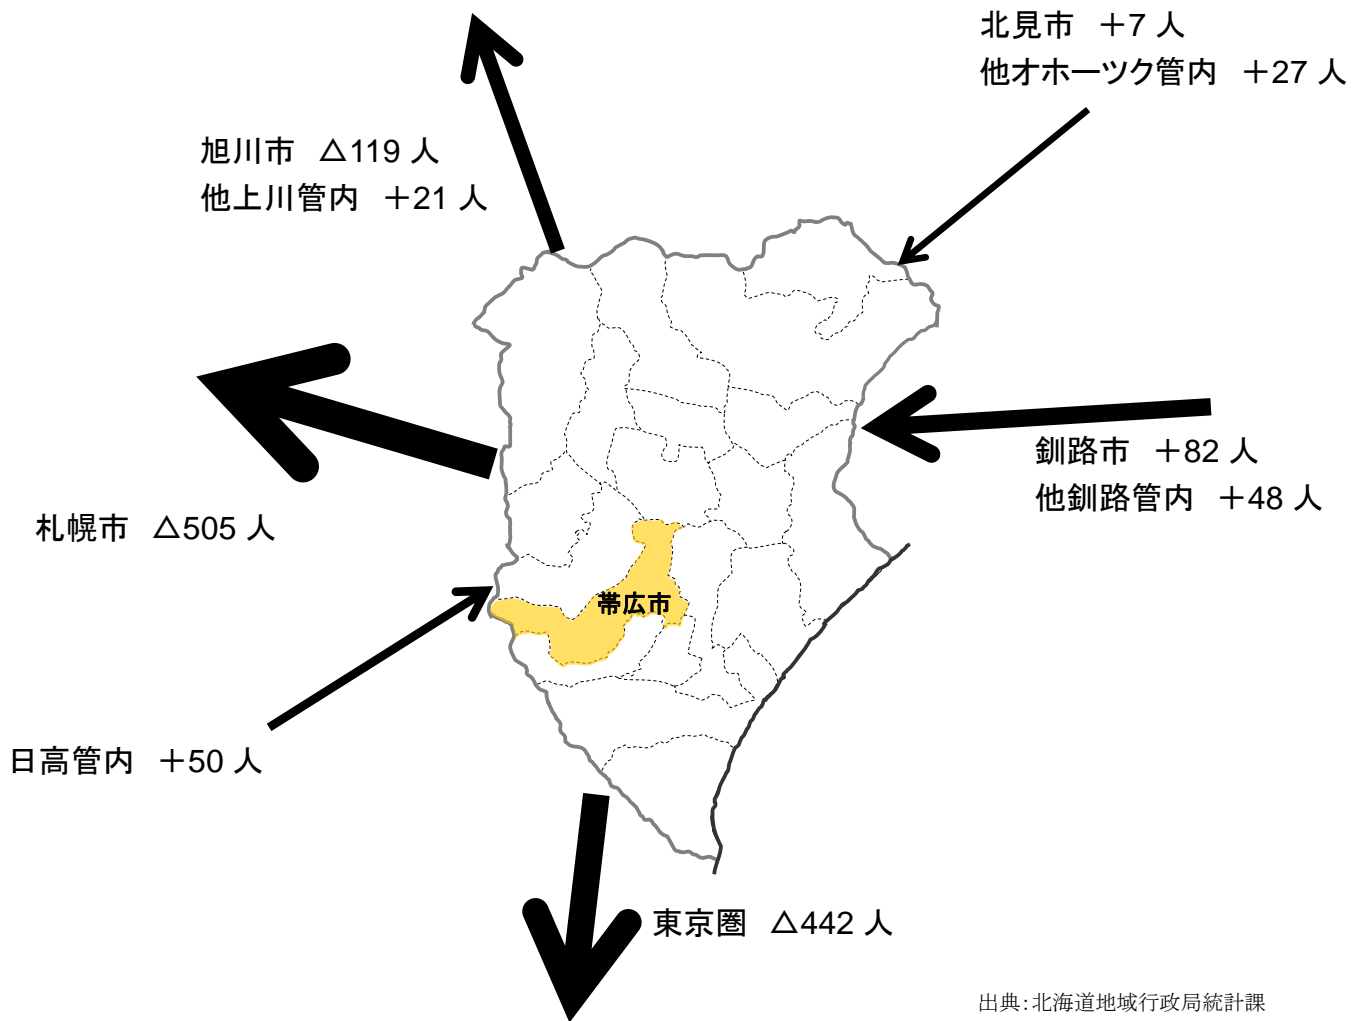 北見市 +7 人
他オホーツク管内 +27 人
旭川市 △119 人
他上川管内 +21 人
釧路市 +82 人
他釧路管内 +48 人
札幌市 △505 人
帯広市
日高管内 +50 人
東京圏 △442 人
出典:北海道地域行政局統計課